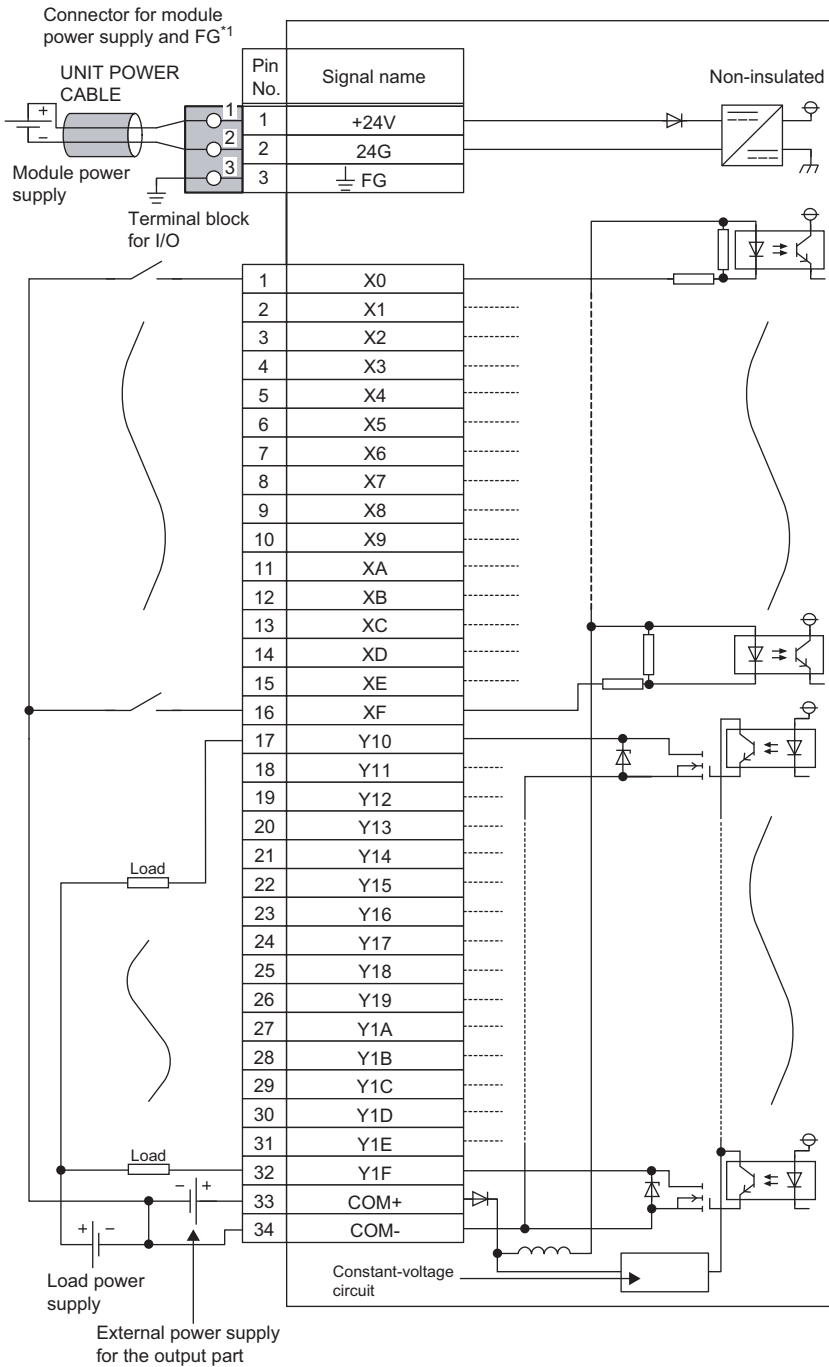 Connector for module
power supply and FG*1
UNIT POWER
CABLE
+
−
Module power
supply
1
2
3
Pin
No.
Signal name
1 +24V
2 24G
3 FG
Non-insulated
Terminal block
for I/O
1 X0
2 X1
3 X2
4 X3
5 X4
6 X5
7 X6
8 X7
9 X8
10 X9
11 XA
12 XB
13 XC
14 XD
15 XE
16 XF
17 Y10
18 Y11
19 Y12
20 Y13
21 Y14
22 Y15
23 Y16
24 Y17
25 Y18
26 Y19
27 Y1A
28 Y1B
29 Y1C
30 Y1D
31 Y1E
32 Y1F
33 COM+
34 COM-
Load
Load
− +
+ −
Load power
supply
External power supply
for the output part
Constant-voltage
circuit